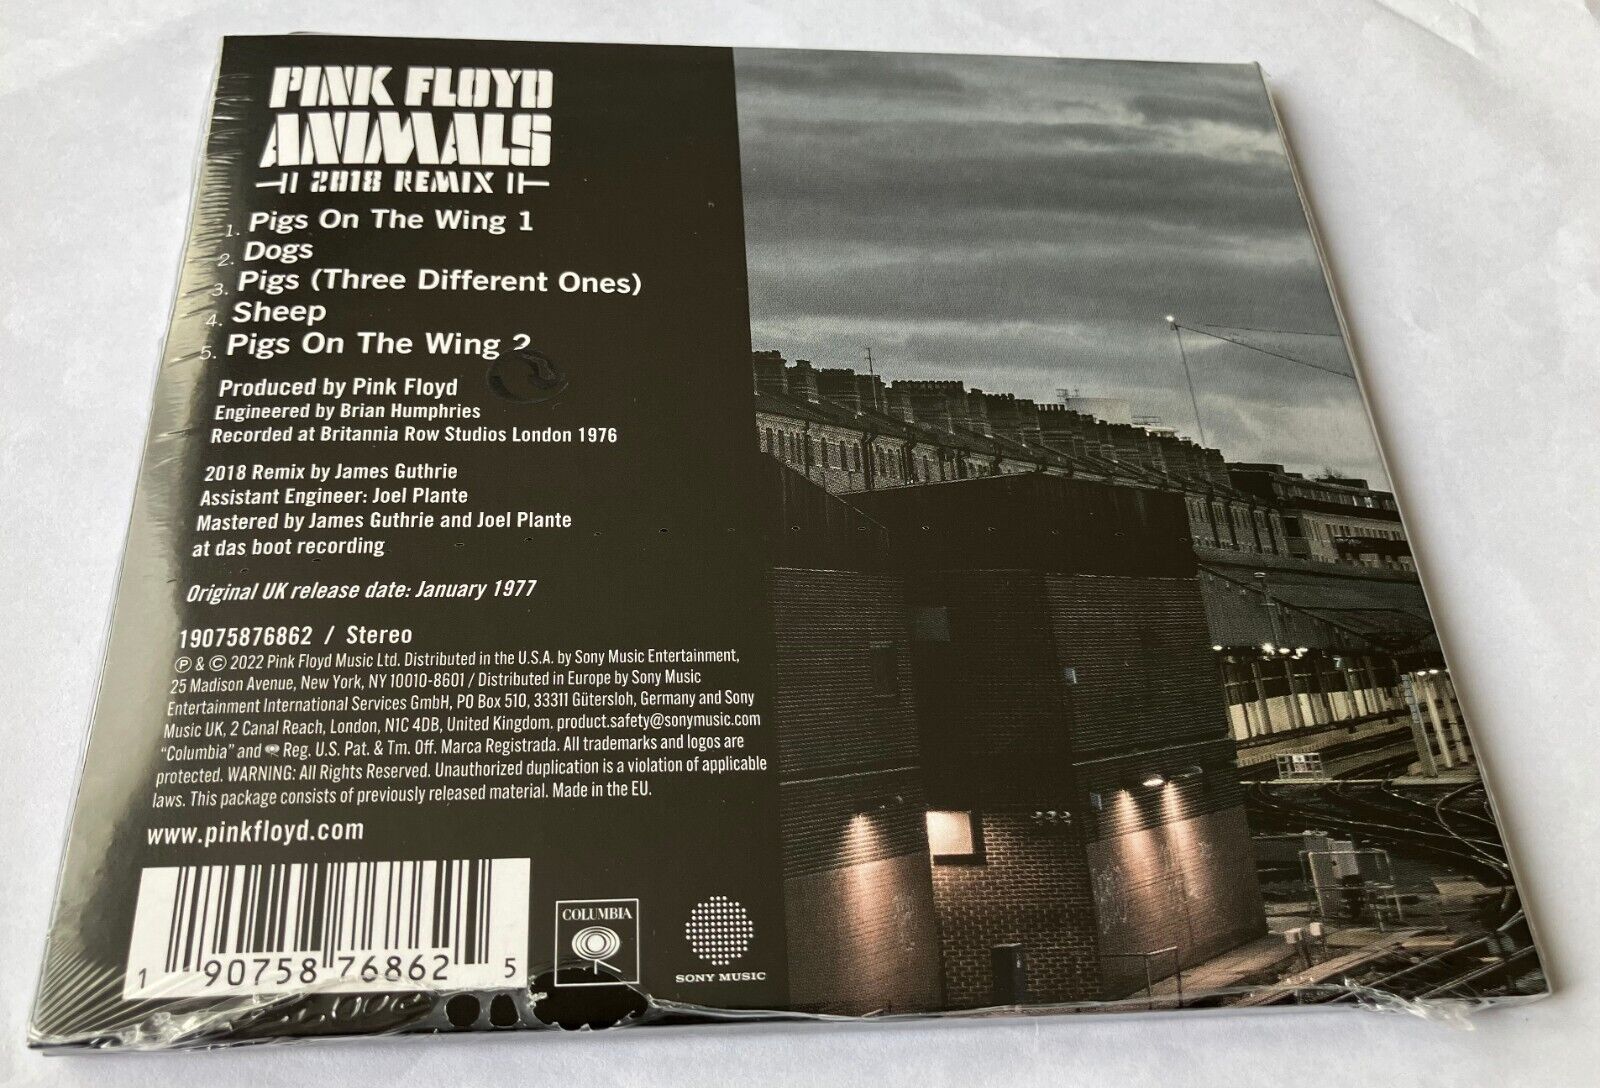 PINK FLOYD
ANIMALS
2018 REMIX
1. Pigs On The Wing 1
2. Dogs
3. Pigs (Three Different Ones)
4. Sheep
5. Pigs On The Wing 2
Produced by Pink Floyd
Engineered by Brian Humphries
Recorded at Britannia Row Studios London 1976
2018 Remix by James Guthrie
Assistant Engineer: Joel Plante
Mastered by James Guthrie and Joel Plante
at das boot recording
Original UK release date: January 1977
19075876862 / Stereo
Ⓟ & © 2022 Pink Floyd Music Ltd. Distributed in the U.S.A. by Sony Music Entertainment,
25 Madison Avenue, New York, NY 10010-8601 / Distributed in Europe by Sony Music
Entertainment International Services GmbH, PO Box 510, 33311 Gütersloh, Germany and Sony
Music UK, 2 Canal Reach, London, N1C 4DB, United Kingdom. product.safety@sonymusic.com
"Columbia" and Reg. U.S. Pat. & Tm. Off. Marca Registrada. All trademarks and logos are
protected. WARNING: All Rights Reserved. Unauthorized duplication is a violation of applicable
laws. This package consists of previously released material. Made in the EU.
www.pinkfloyd.com
1 90758 76862 5
COLUMBIA
SONY MUSIC